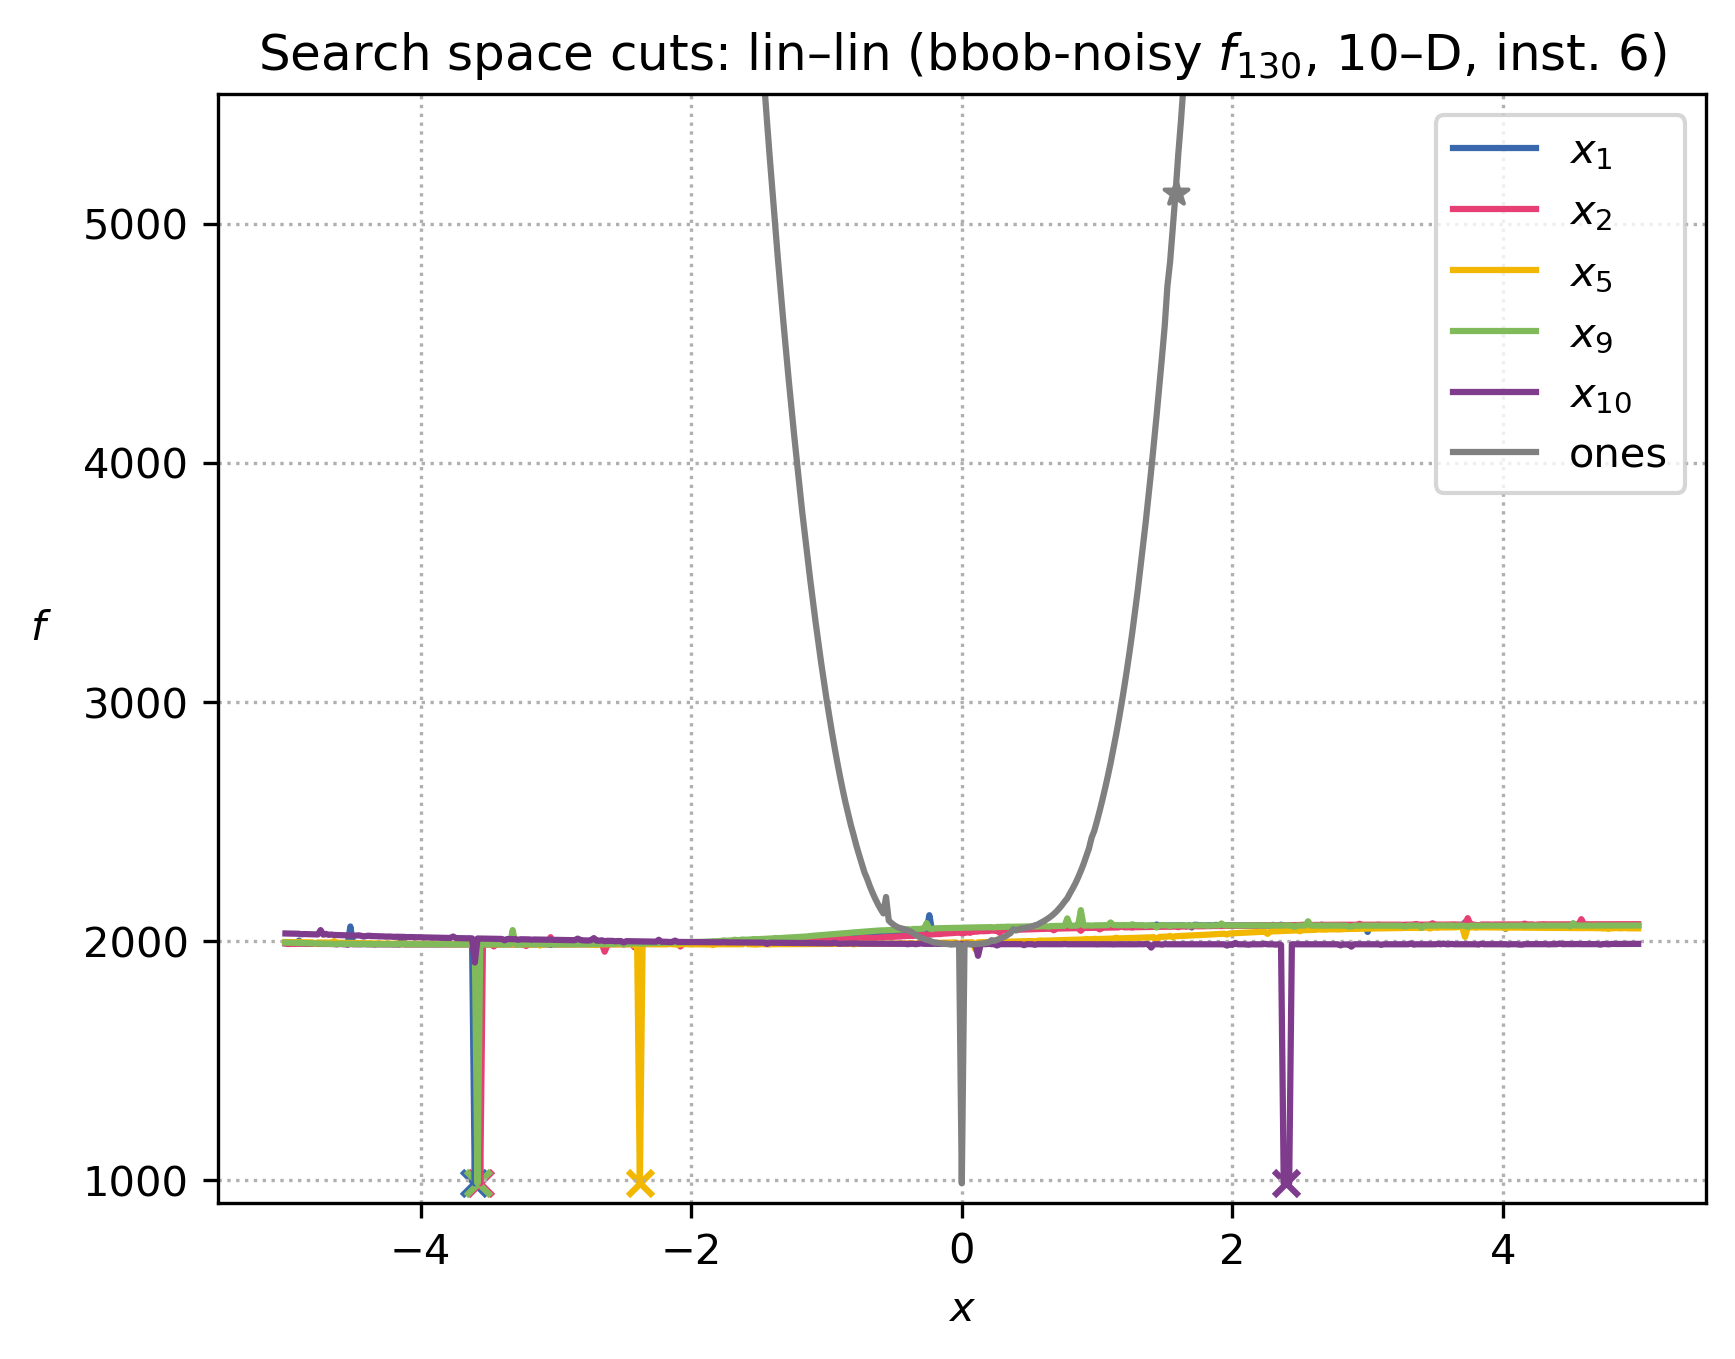 Search space cuts: lin–lin (bbob-noisy f₁₃₀, 10–D, inst. 6)
x₁
x₂
x₅
x₉
x₁₀
ones
5000
4000
3000
2000
1000
f
−4
−2
0
2
4
x